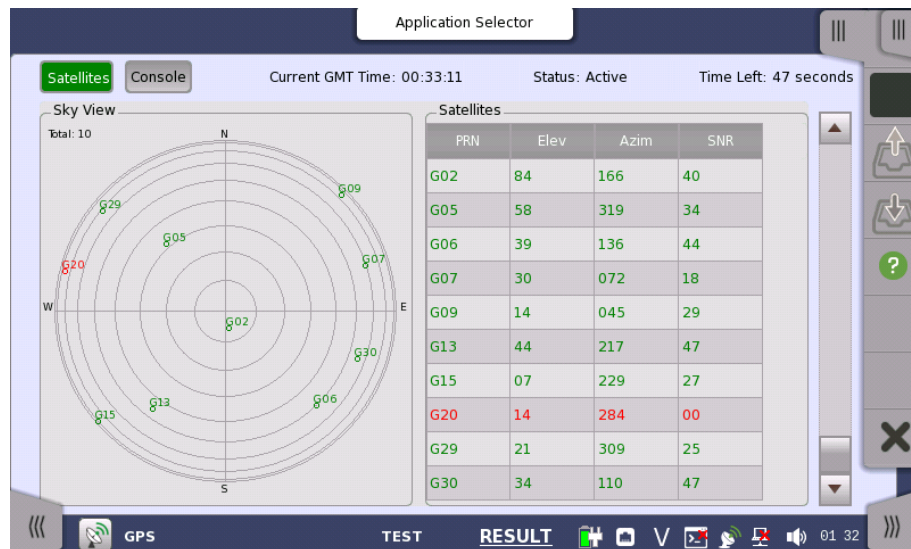 Application Selector
Satellites Console Current GMT Time: 00:33:11 Status: Active Time Left: 47 seconds
Sky View
Total: 10
N
G09
G29
G05
G07
G20
W
E
G02
G30
G06
G13
G15
S
Satellites
PRN Elev Azim SNR
G02 84 166 40
G05 58 319 34
G06 39 136 44
G07 30 072 18
G09 14 045 29
G13 44 217 47
G15 07 229 27
G20 14 284 00
G29 21 309 25
G30 34 110 47
?
GPS TEST RESULT V 01 32